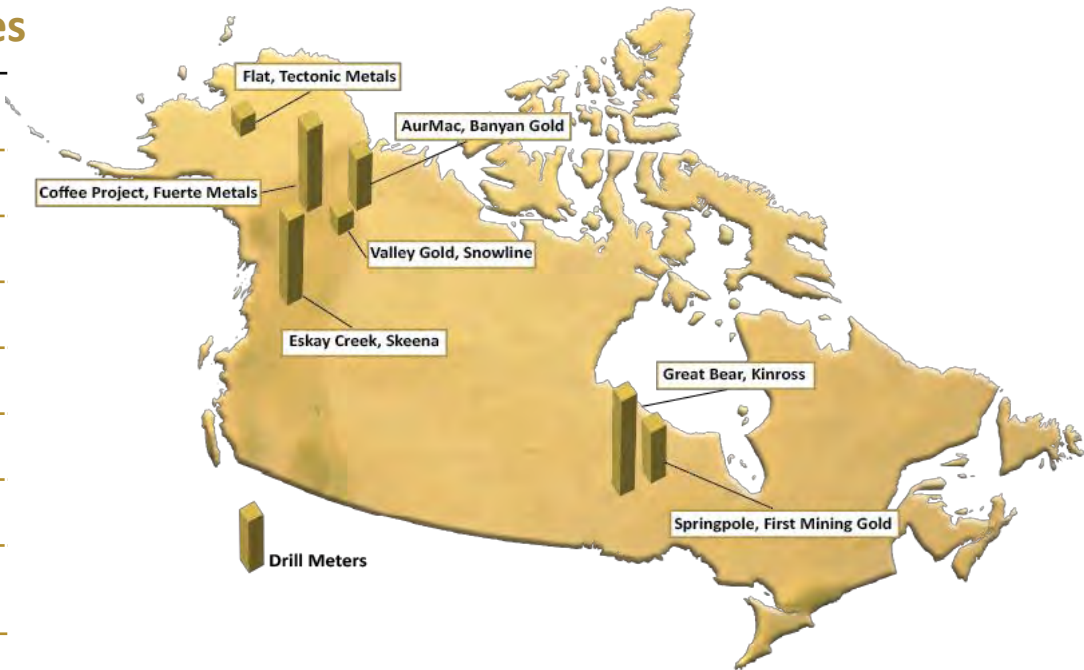 es
Flat, Tectonic Metals
AurMac, Banyan Gold
Coffee Project, Fuerte Metals
Valley Gold, Snowline
Eskay Creek, Skeena
Great Bear, Kinross
Springpole, First Mining Gold
Drill Meters